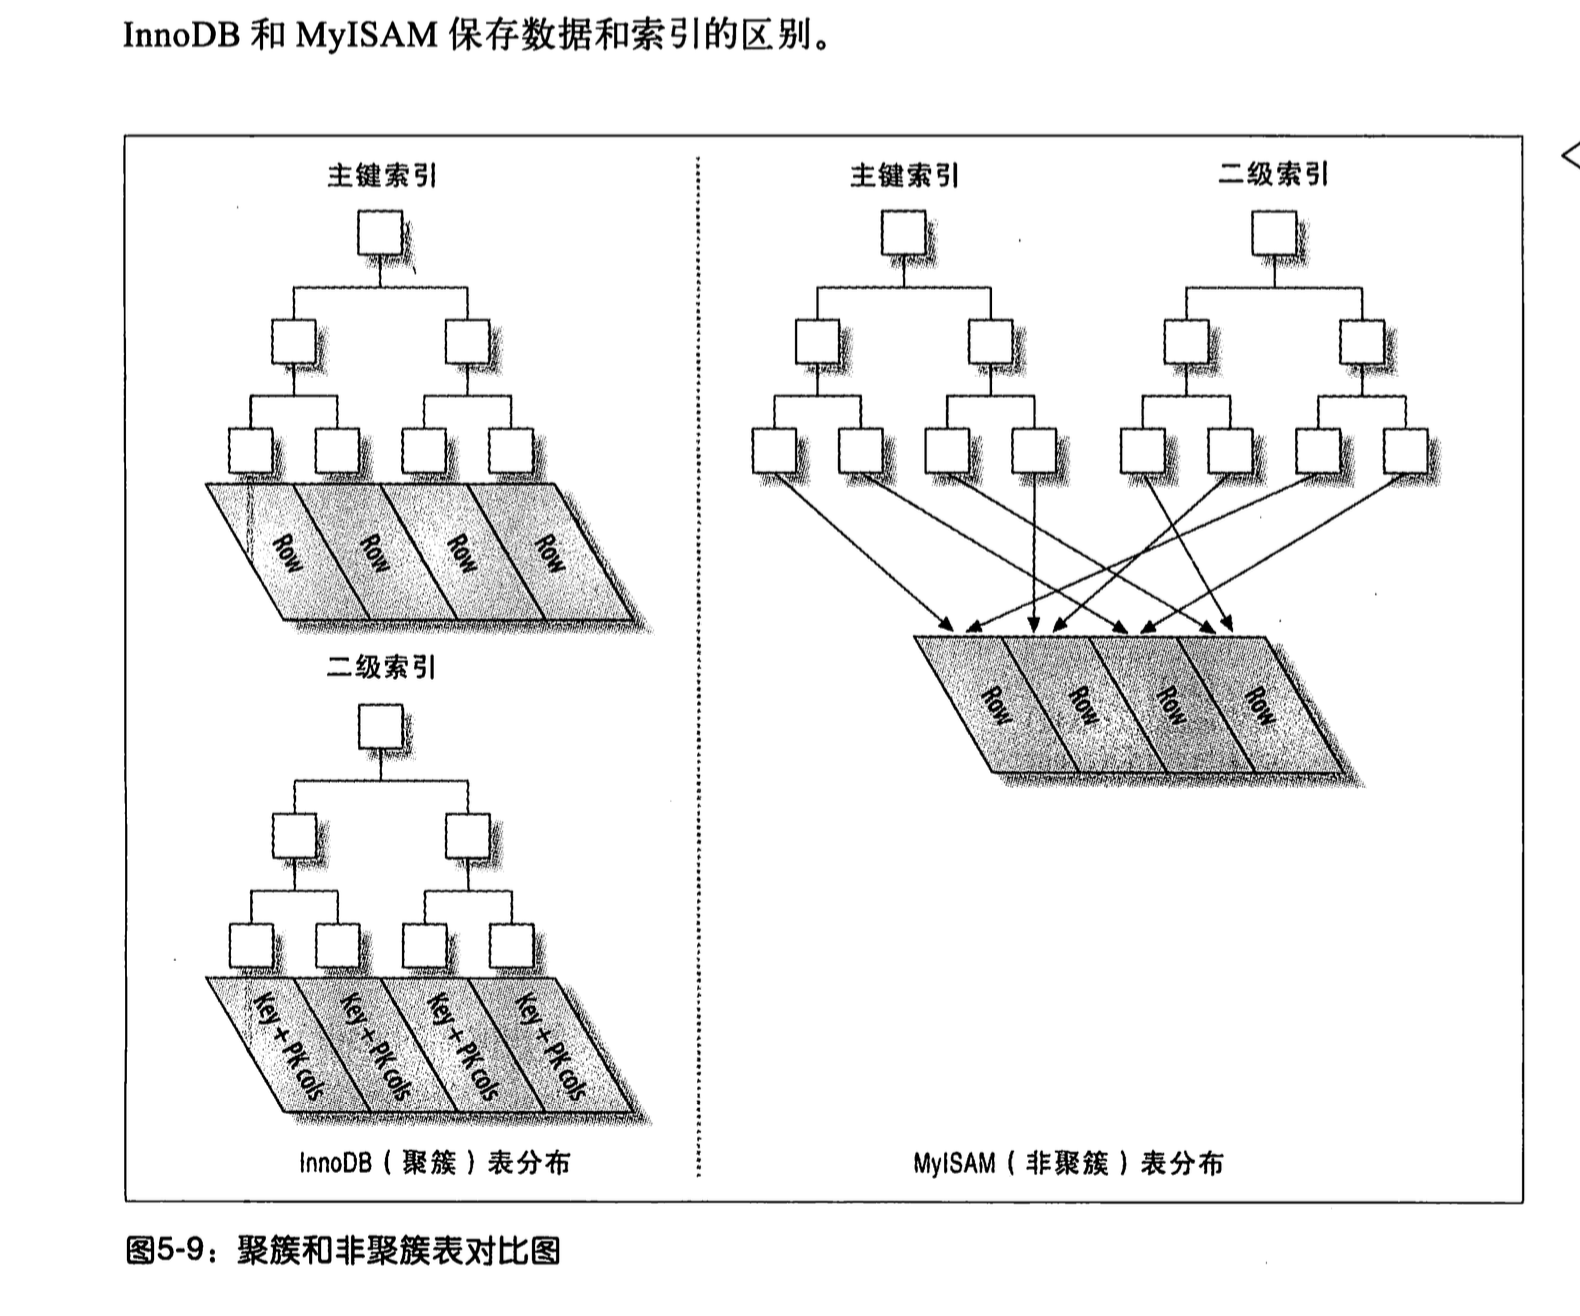 InnoDB 和 MyISAM 保存数据和索引的区别。
主键索引
Row
Row
Row
Row
二级索引
Key + PK cols
Key + PK cols
Key + PK cols
Key + PK cols
InnoDB（聚簇）表分布
主键索引
二级索引
Row
Row
Row
Row
MyISAM（非聚簇）表分布
图5-9：聚簇和非聚簇表对比图